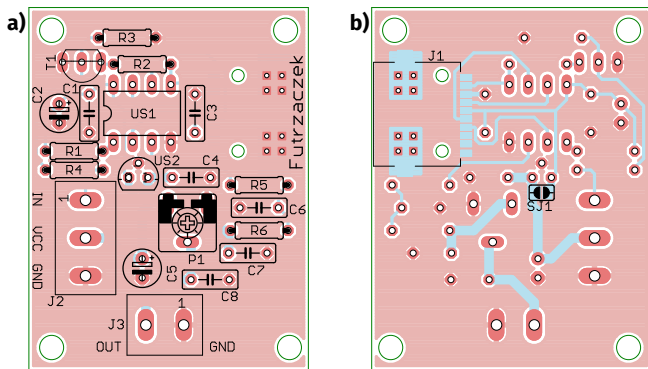 a)
R3
T1
R2
C2
C1
US1
C3
Futrzaczek
R1
R4
US2
C4
IN
1
R5
C6
VCC
R6
P1
GND
C5
C7
J2
C8
J3
1
OUT
GND
b)
J1
SJ1